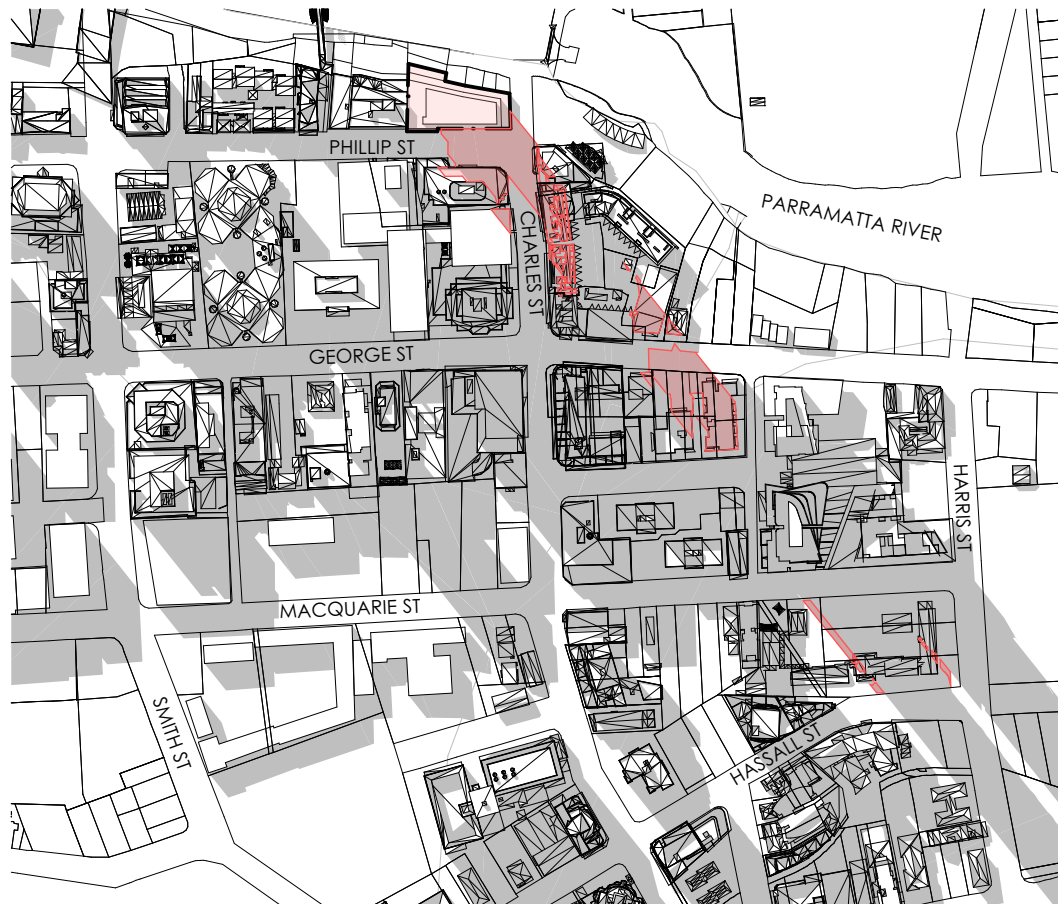 PHILLIP ST
PARRAMATTA RIVER
CHARLES ST
GEORGE ST
HARRIS ST
MACQUARIE ST
SMITH ST
HASSALL ST